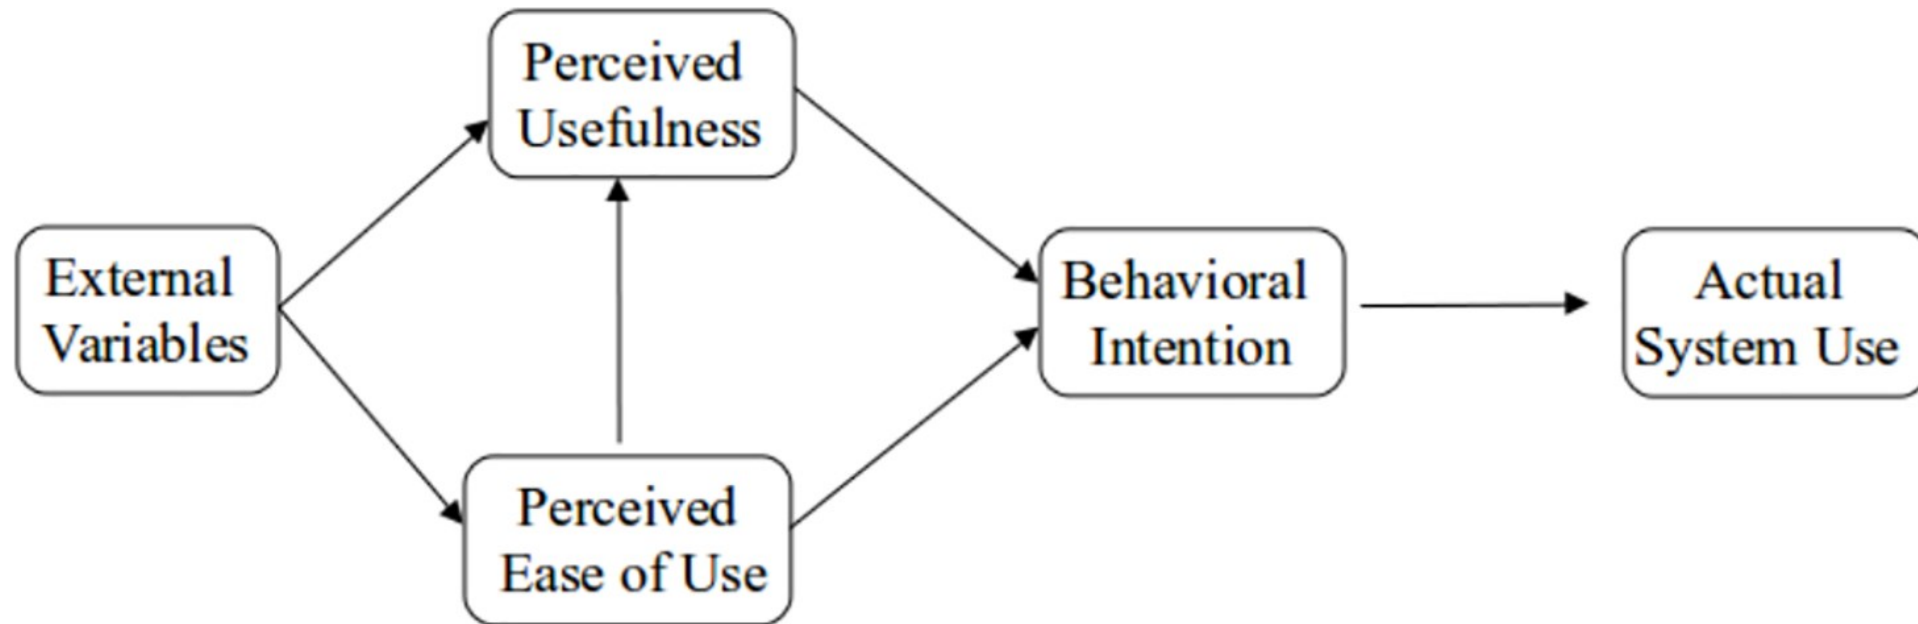 Perceived
Usefulness
External
Variables
Behavioral
Intention
Actual
System Use
Perceived
Ease of Use